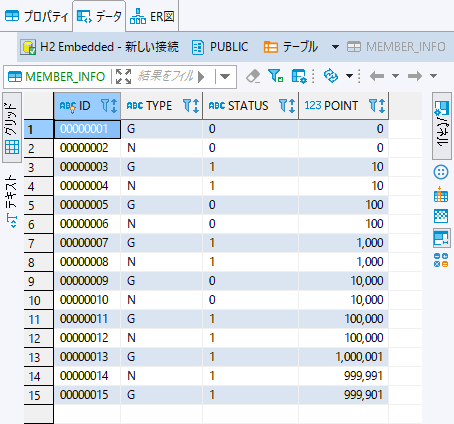 プロパティ データ ER図
H2 Embedded - 新しい接続 PUBLIC テーブル MEMBER_INFO
MEMBER_INFO 結果をフィル
ID TYPE STATUS POINT
1 00000001 G 0 0
2 00000002 N 0 0
3 00000003 G 1 10
4 00000004 N 1 10
5 00000005 G 0 100
6 00000006 N 0 100
7 00000007 G 1 1,000
8 00000008 N 1 1,000
9 00000009 G 0 10,000
10 00000010 N 0 10,000
11 00000011 G 1 100,000
12 00000012 N 1 100,000
13 00000013 G 1 1,000,001
14 00000014 N 1 999,991
15 00000015 G 1 999,901
グリッド
テキスト
パネル